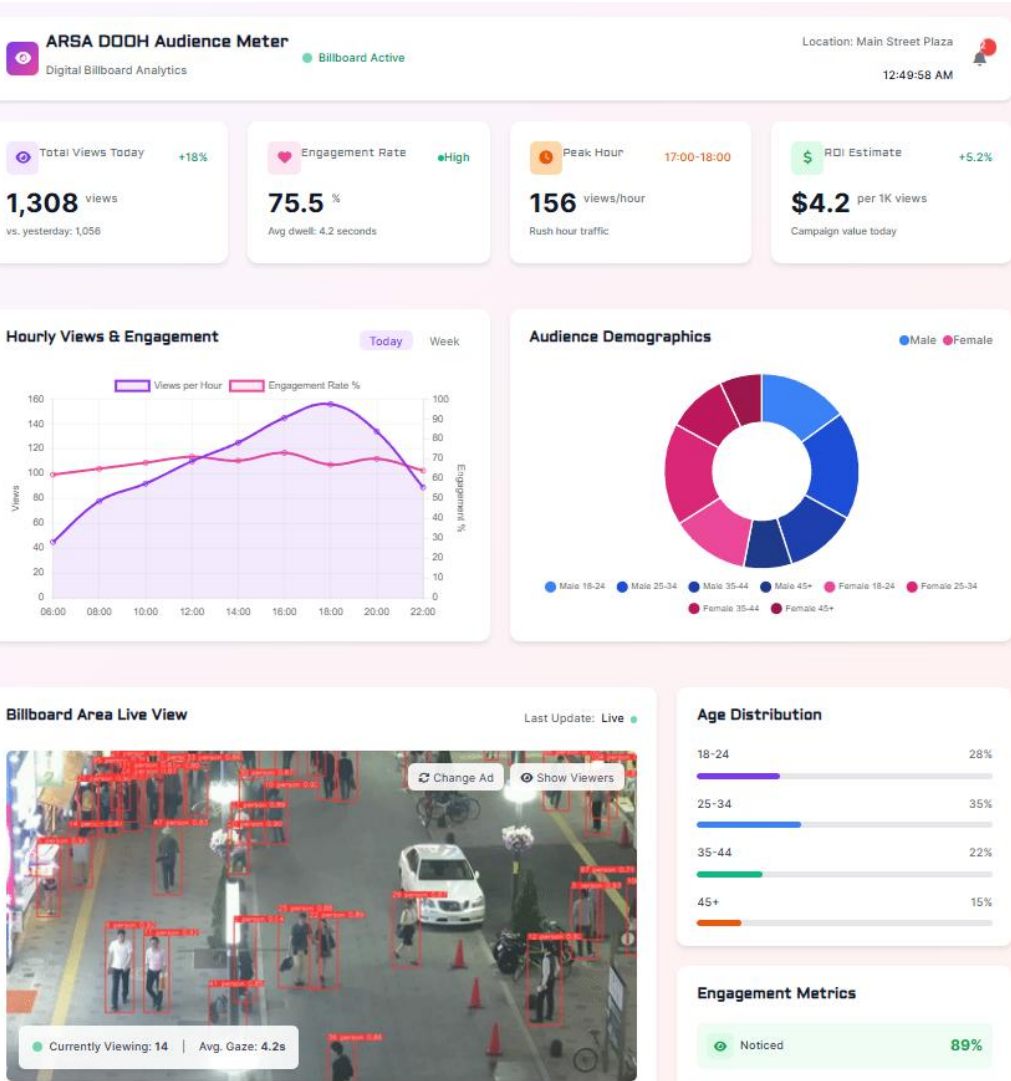 ARSA DOOH Audience Meter
Digital Billboard Analytics
Billboard Active
Location: Main Street Plaza
12:49:58 AM
Total Views Today
+18%
1,308 views
vs. yesterday: 1,056
Engagement Rate
High
75.5 %
Avg dwell: 4.2 seconds
Peak Hour
17:00-18:00
156 views/hour
Rush hour traffic
ROI Estimate
+5.2%
$4.2 per 1K views
Campaign value today
Hourly Views & Engagement
Today
Week
Views per Hour
Engagement Rate %
160
140
120
100
80
60
40
20
0
Views
100
90
80
70
60
50
40
30
20
10
0
Engagement %
06:00 08:00 10:00 12:00 14:00 16:00 18:00 20:00 22:00
Audience Demographics
Male Female
Male 18-24 Male 25-34 Male 35-44 Male 45+ Female 18-24 Female 25-34
Female 35-44 Female 45+
Billboard Area Live View
Last Update: Live
Change Ad
Show Viewers
Currently Viewing: 14 | Avg. Gaze: 4.2s
Age Distribution
18-24 28%
25-34 35%
35-44 22%
45+ 15%
Engagement Metrics
Noticed 89%